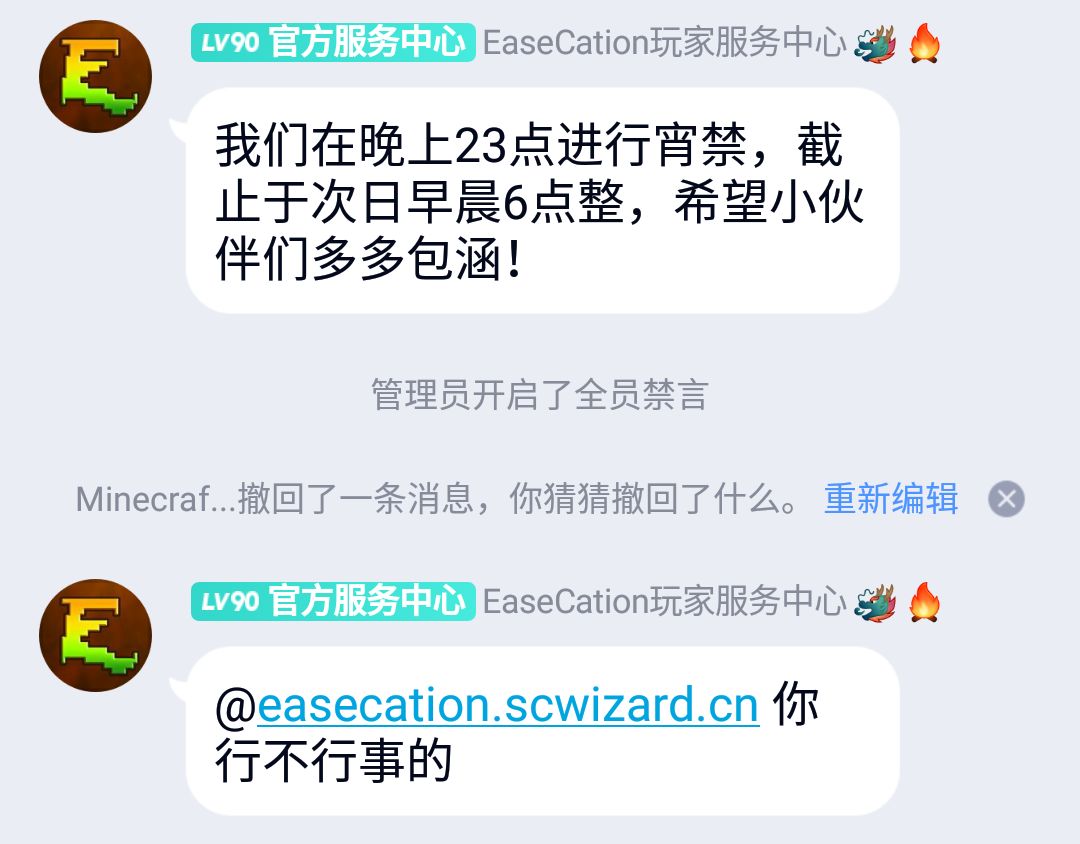 LV90 官方服务中心 EaseCation玩家服务中心🐲🔥
我们在晚上23点进行宵禁，截
止于次日早晨6点整，希望小伙
伴们多多包涵！
管理员开启了全员禁言
Minecraf...撤回了一条消息，你猜猜撤回了什么。 重新编辑
LV90 官方服务中心 EaseCation玩家服务中心🐲🔥
@easecation.scwizard.cn 你
行不行事的